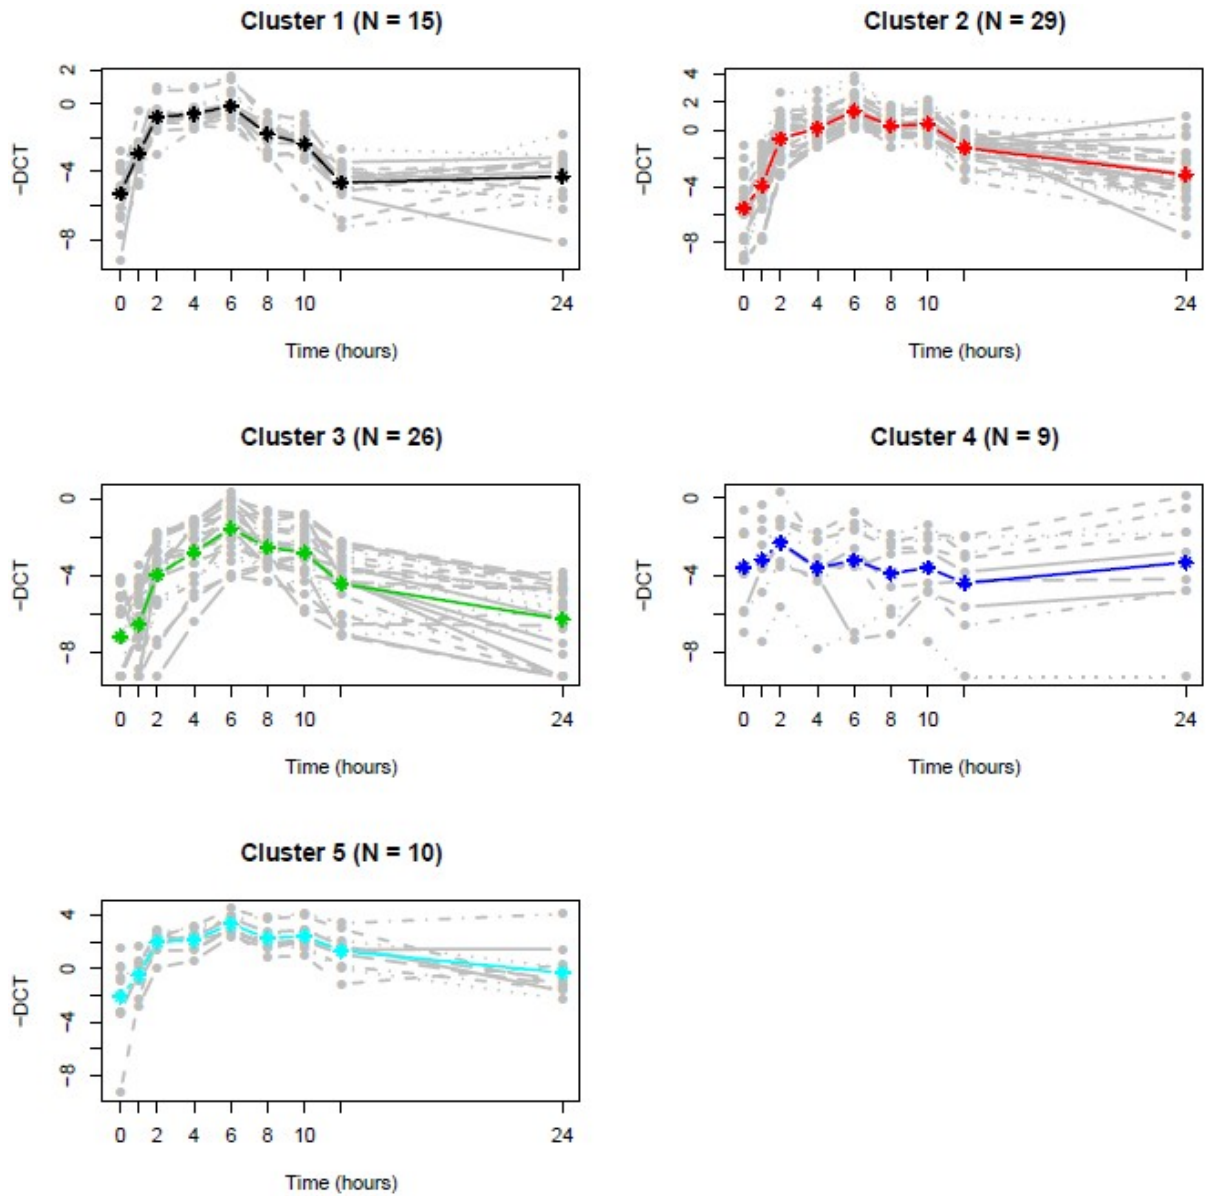 Cluster 1 (N = 15)
2
0
-4
-8
−DCT
0 2 4 6 8 10 24
Time (hours)
Cluster 2 (N = 29)
4
2
0
-4
-8
−DCT
0 2 4 6 8 10 24
Time (hours)
Cluster 3 (N = 26)
0
-4
-8
−DCT
0 2 4 6 8 10 24
Time (hours)
Cluster 4 (N = 9)
0
-4
-8
−DCT
0 2 4 6 8 10 24
Time (hours)
Cluster 5 (N = 10)
4
0
-4
-8
−DCT
0 2 4 6 8 10 24
Time (hours)